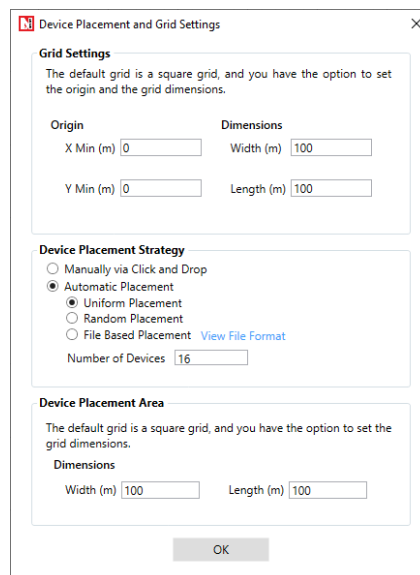 Device Placement and Grid Settings
Grid Settings
The default grid is a square grid, and you have the option to set
the origin and the grid dimensions.
Origin Dimensions
X Min (m) 0 Width (m) 100
Y Min (m) 0 Length (m) 100
Device Placement Strategy
Manually via Click and Drop
Automatic Placement
Uniform Placement
Random Placement
File Based Placement View File Format
Number of Devices 16
Device Placement Area
The default grid is a square grid, and you have the option to set the
grid dimensions.
Dimensions
Width (m) 100 Length (m) 100
OK